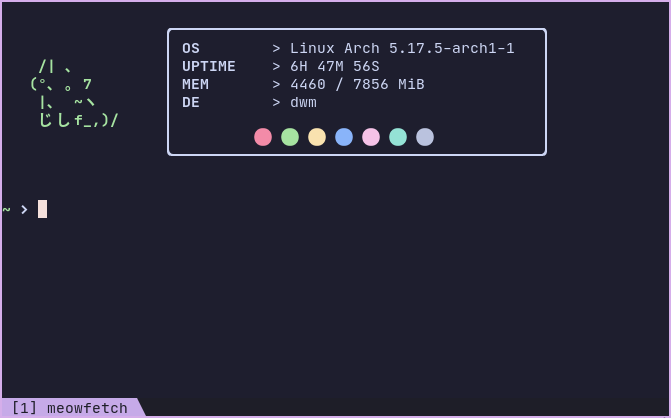 OS > Linux Arch 5.17.5-arch1-1
UPTIME > 6H 47M 56S
MEM > 4460 / 7856 MiB
DE > dwm
/| 、
(°、 。7
|、 ~ヽ
じしf_,)/
~ >
[1] meowfetch